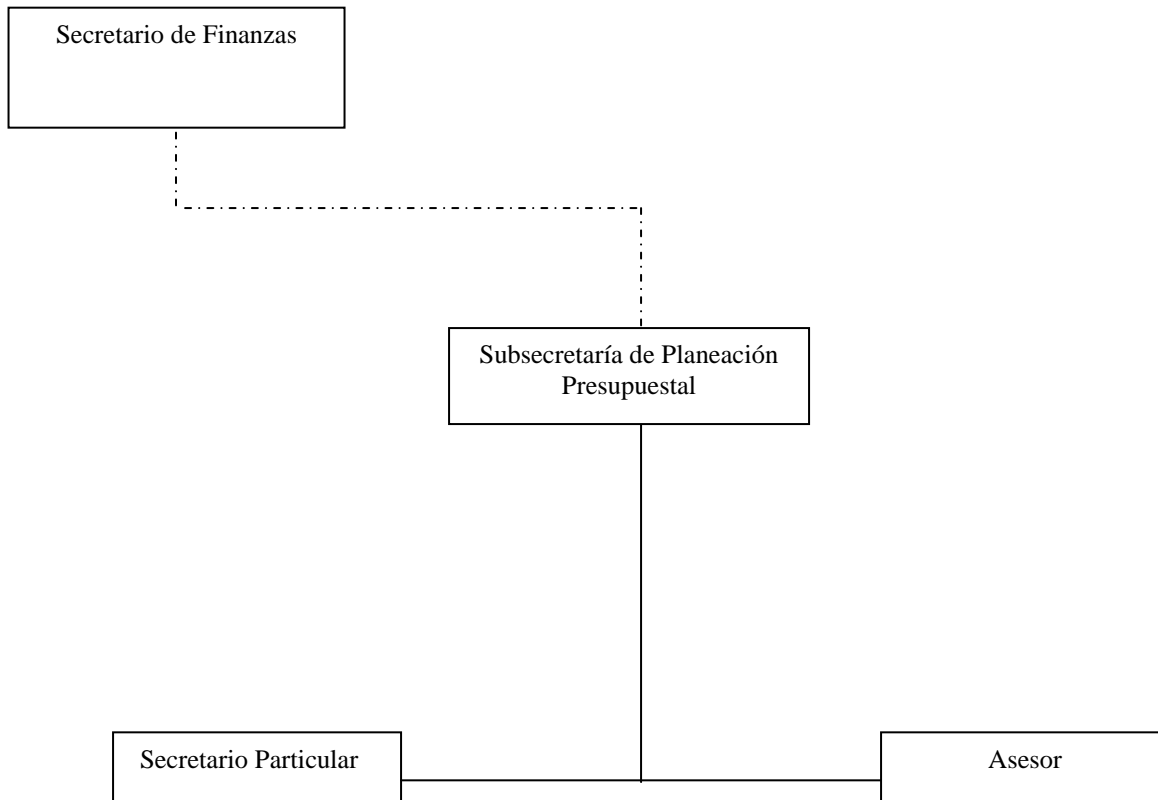 Secretario de Finanzas
Subsecretaría de Planeación
Presupuestal
Secretario Particular
Asesor